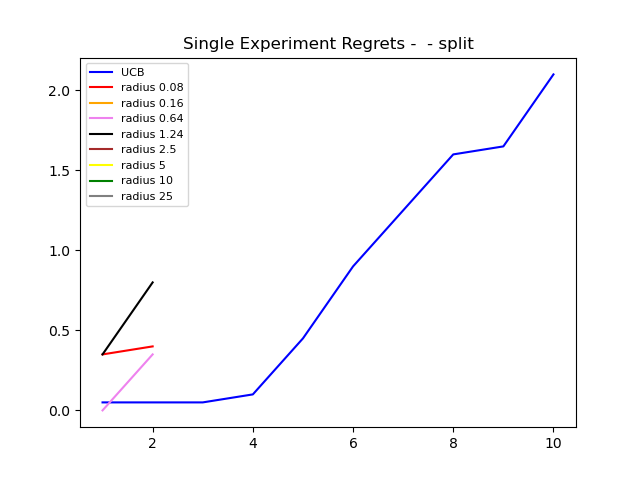 Single Experiment Regrets -  - split
UCB
radius 0.08
radius 0.16
radius 0.64
radius 1.24
radius 2.5
radius 5
radius 10
radius 25
2.0
1.5
1.0
0.5
0.0
2 4 6 8 10